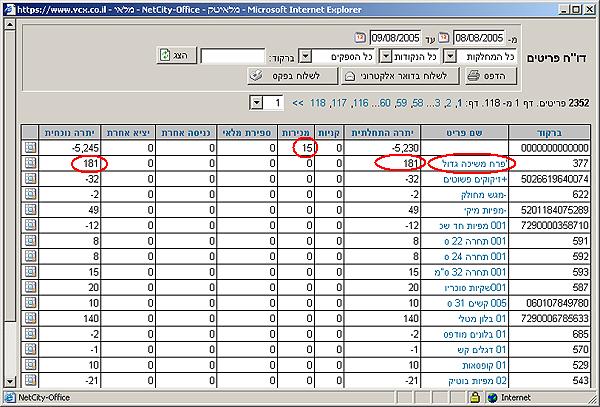 https://www.vcx.co.il - NetCity-Office - מלאי - מלאיטק - Microsoft Internet Explorer
דו"ח פריטים מ- 08/08/2005 עד 09/08/2005
כל המחלקות כל הנקודות כל הספקים ברקוד: הצג
הדפס לשלוח בדואר אלקטרוני לשלוח בפקס
2352 פריטים. דף 1 מ- 118. דף: 1, 2, 3... 58, 59, 60... 116, 117, 118 >> 1
ברקוד שם פריט יתרה התחלתית קניות מכירות ספירת מלאי כניסה אחרת יציא אחרת יתרה נוכחית
0000000000000 -5,230 0 15 0 0 0 -5,245
377 פרח משיכה גדול 181 0 0 0 0 0 181
5026619640074 +זיקוקים פשוטים -32 0 0 0 0 0 -32
622 -מגש מחולק -2 0 0 0 0 0 -2
5201184075289 -מפיות מיקי 49 0 0 0 0 0 49
7290000358710 001 מפיות חד שכ -12 0 0 0 0 0 -12
591 001 תחרה 22 ס 8 0 0 0 0 0 8
592 001 תחרה 24 ס 8 0 0 0 0 0 8
593 001 תחרה 32 ס"מ 15 0 0 0 0 0 15
587 001שקיות סוכריו 20 0 0 0 0 0 20
060107849780 005 קשים 31 ס 10 0 0 0 0 0 10
7290006785633 01 בלון מטלי 140 0 0 0 0 0 140
685 01 בלונים מודפס -2 0 0 0 0 0 -2
570 01 דגלים קש -1 0 0 0 0 0 -1
529 01 קופסאות 10 0 0 0 0 0 10
543 02 מפיות בוטיק -21 0 0 0 0 0 -21
NetCity-Office Internet